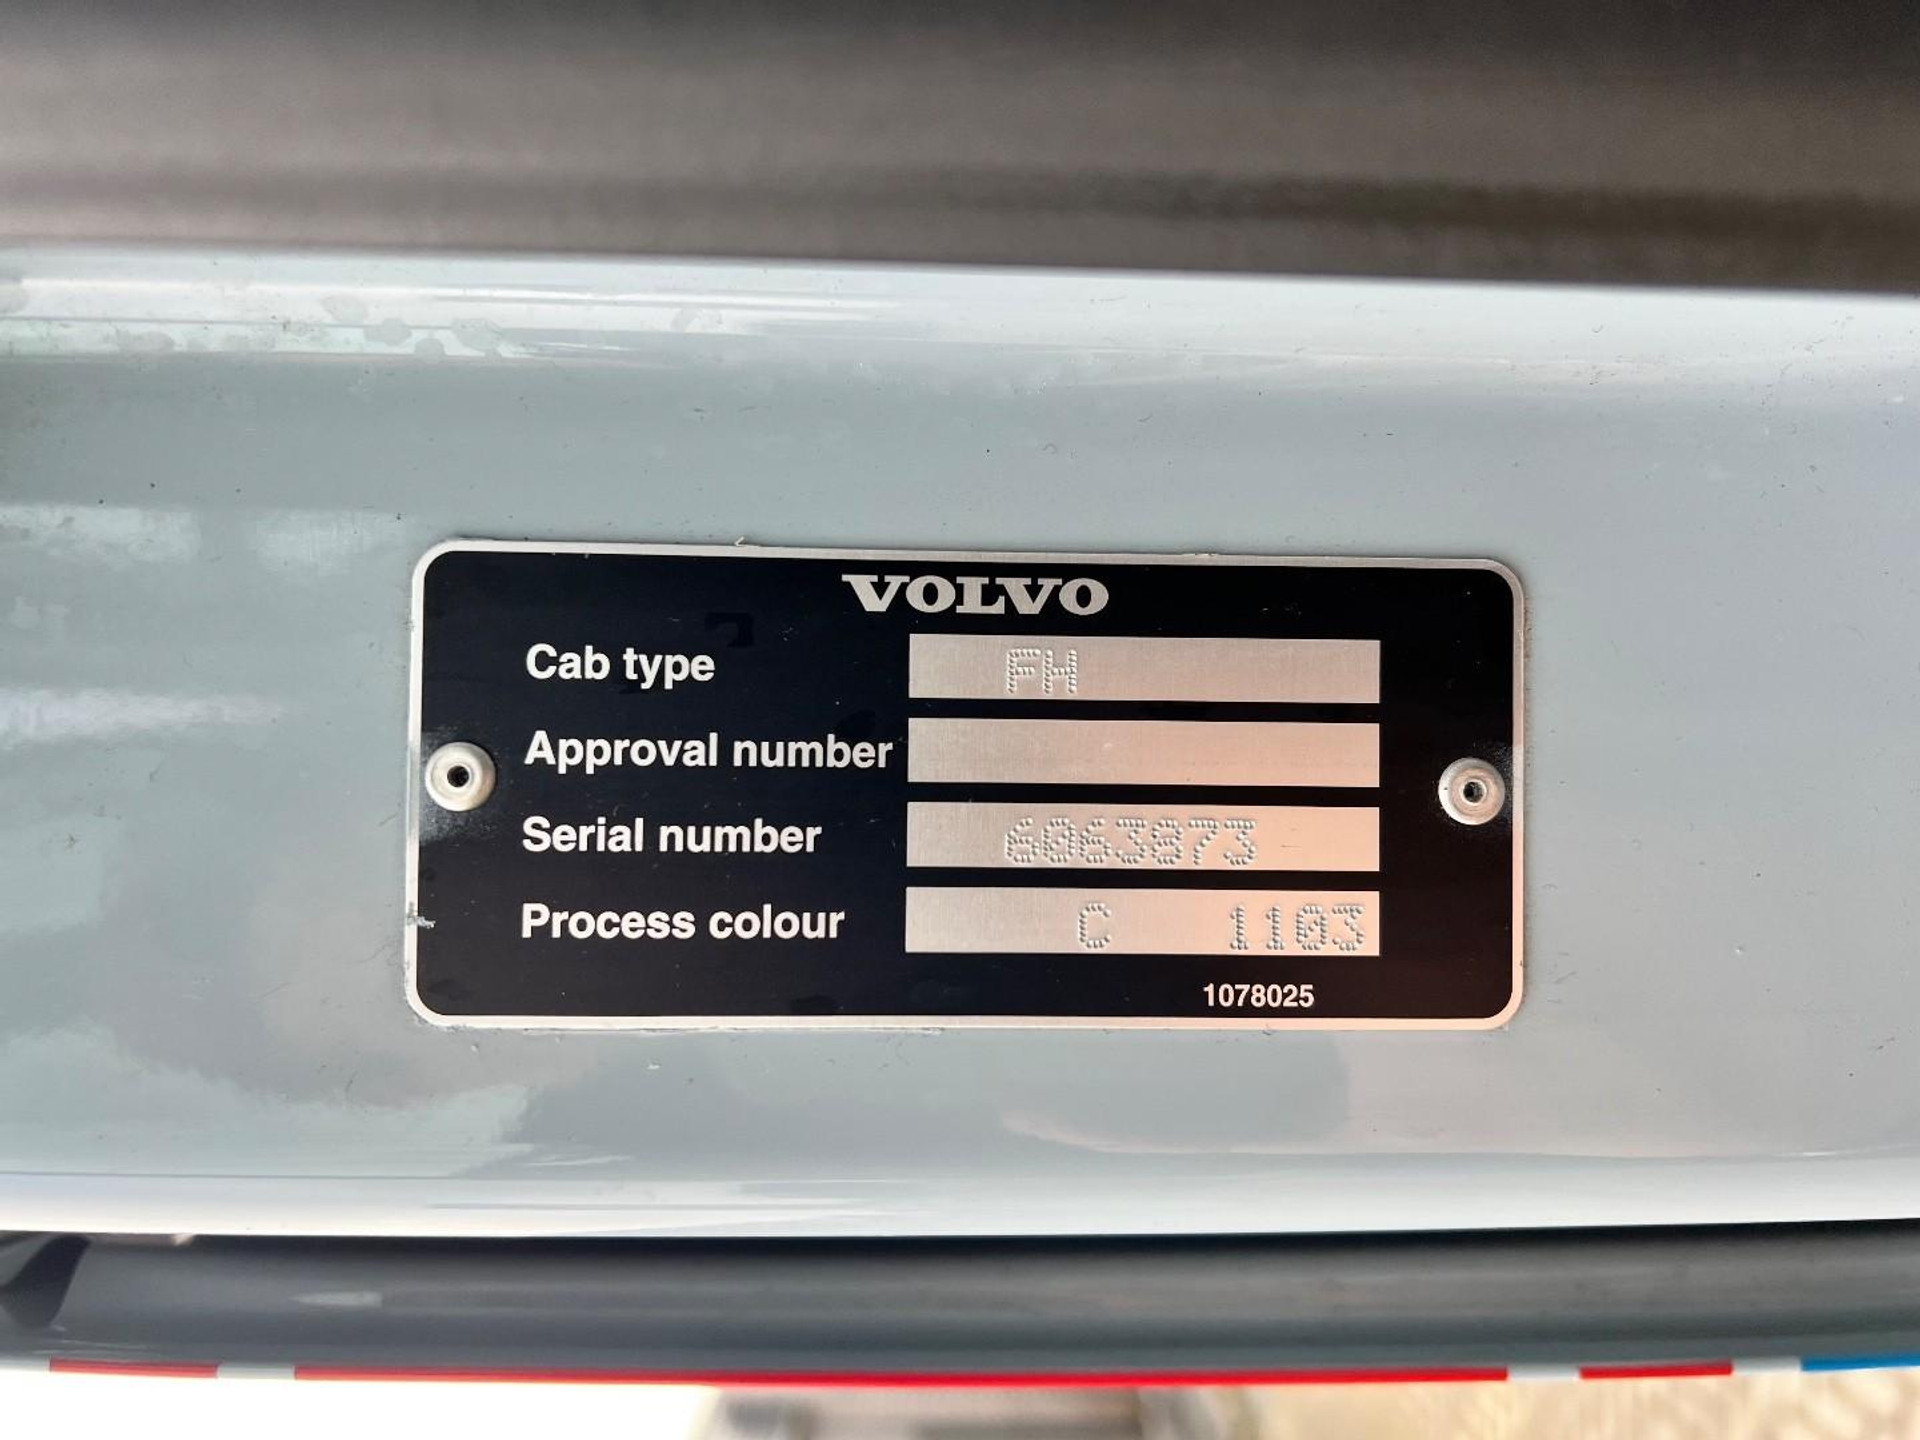 VOLVO
Cab type FH
Approval number
Serial number 6063873
Process colour C 1103
1078025